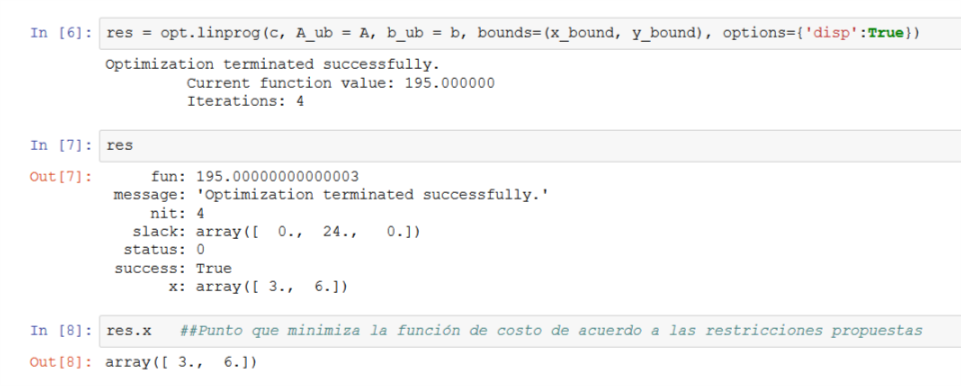 In [6]: res = opt.linprog(c, A_ub = A, b_ub = b, bounds=(x_bound, y_bound), options={'disp':True})
Optimization terminated successfully.
Current function value: 195.000000
Iterations: 4
In [7]: res
Out[7]: fun: 195.00000000000003
message: 'Optimization terminated successfully.'
nit: 4
slack: array([ 0., 24., 0.])
status: 0
success: True
x: array([ 3., 6.])
In [8]: res.x ##Punto que minimiza la función de costo de acuerdo a las restricciones propuestas
Out[8]: array([ 3., 6.])